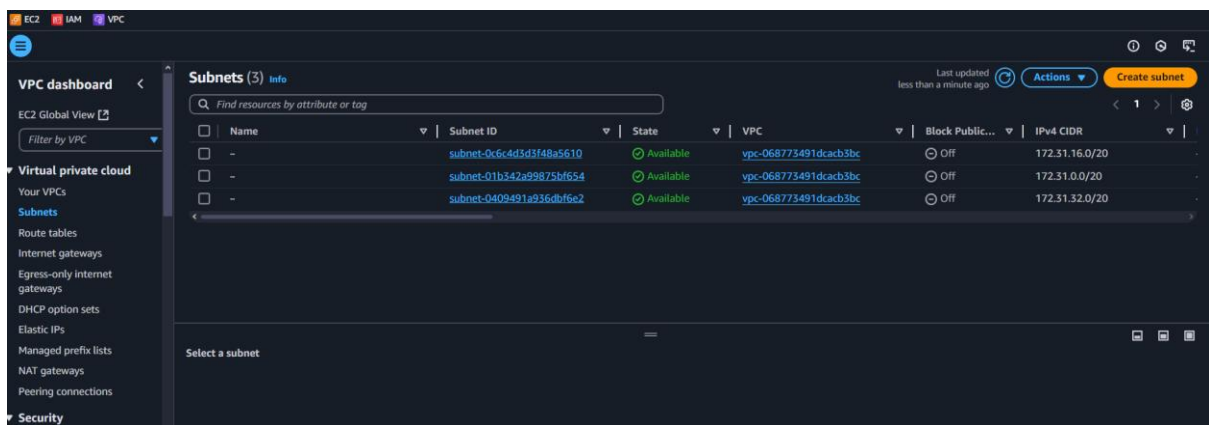 EC2 IAM VPC
VPC dashboard
EC2 Global View
Filter by VPC
Virtual private cloud
Your VPCs
Subnets
Route tables
Internet gateways
Egress-only internet
gateways
DHCP option sets
Elastic IPs
Managed prefix lists
NAT gateways
Peering connections
Security
Subnets (3) Info
Last updated
less than a minute ago
Actions
Create subnet
Find resources by attribute or tag
1
Name Subnet ID State VPC Block Public... IPv4 CIDR
- subnet-0c6c4d3d3f48a5610 Available vpc-068773491dcacb3bc Off 172.31.16.0/20
- subnet-01b342a99875bf654 Available vpc-068773491dcacb3bc Off 172.31.0.0/20
- subnet-0409491a936dbf6e2 Available vpc-068773491dcacb3bc Off 172.31.32.0/20
Select a subnet